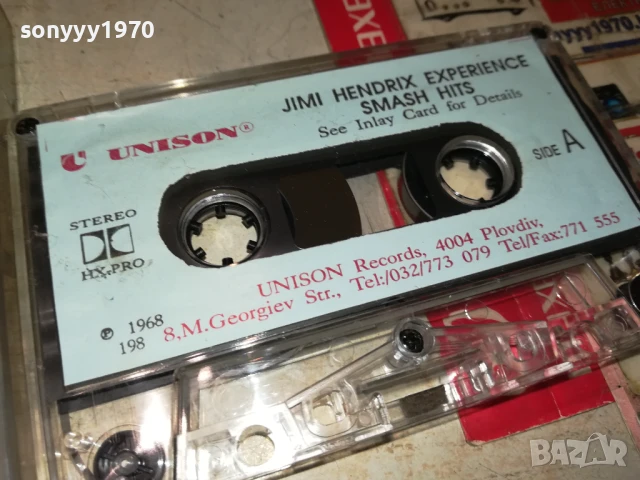 sonyyy1970
UNISON®
JIMI HENDRIX EXPERIENCE
SMASH HITS
See Inlay Card for Details
SIDE A
STEREO
HX-PRO
UNISON Records, 4004 Plovdiv,
8,M.Georgiev Str., Tel:/032/773 079 Tel/Fax:771 555
℗ 1968
198
BAZAR